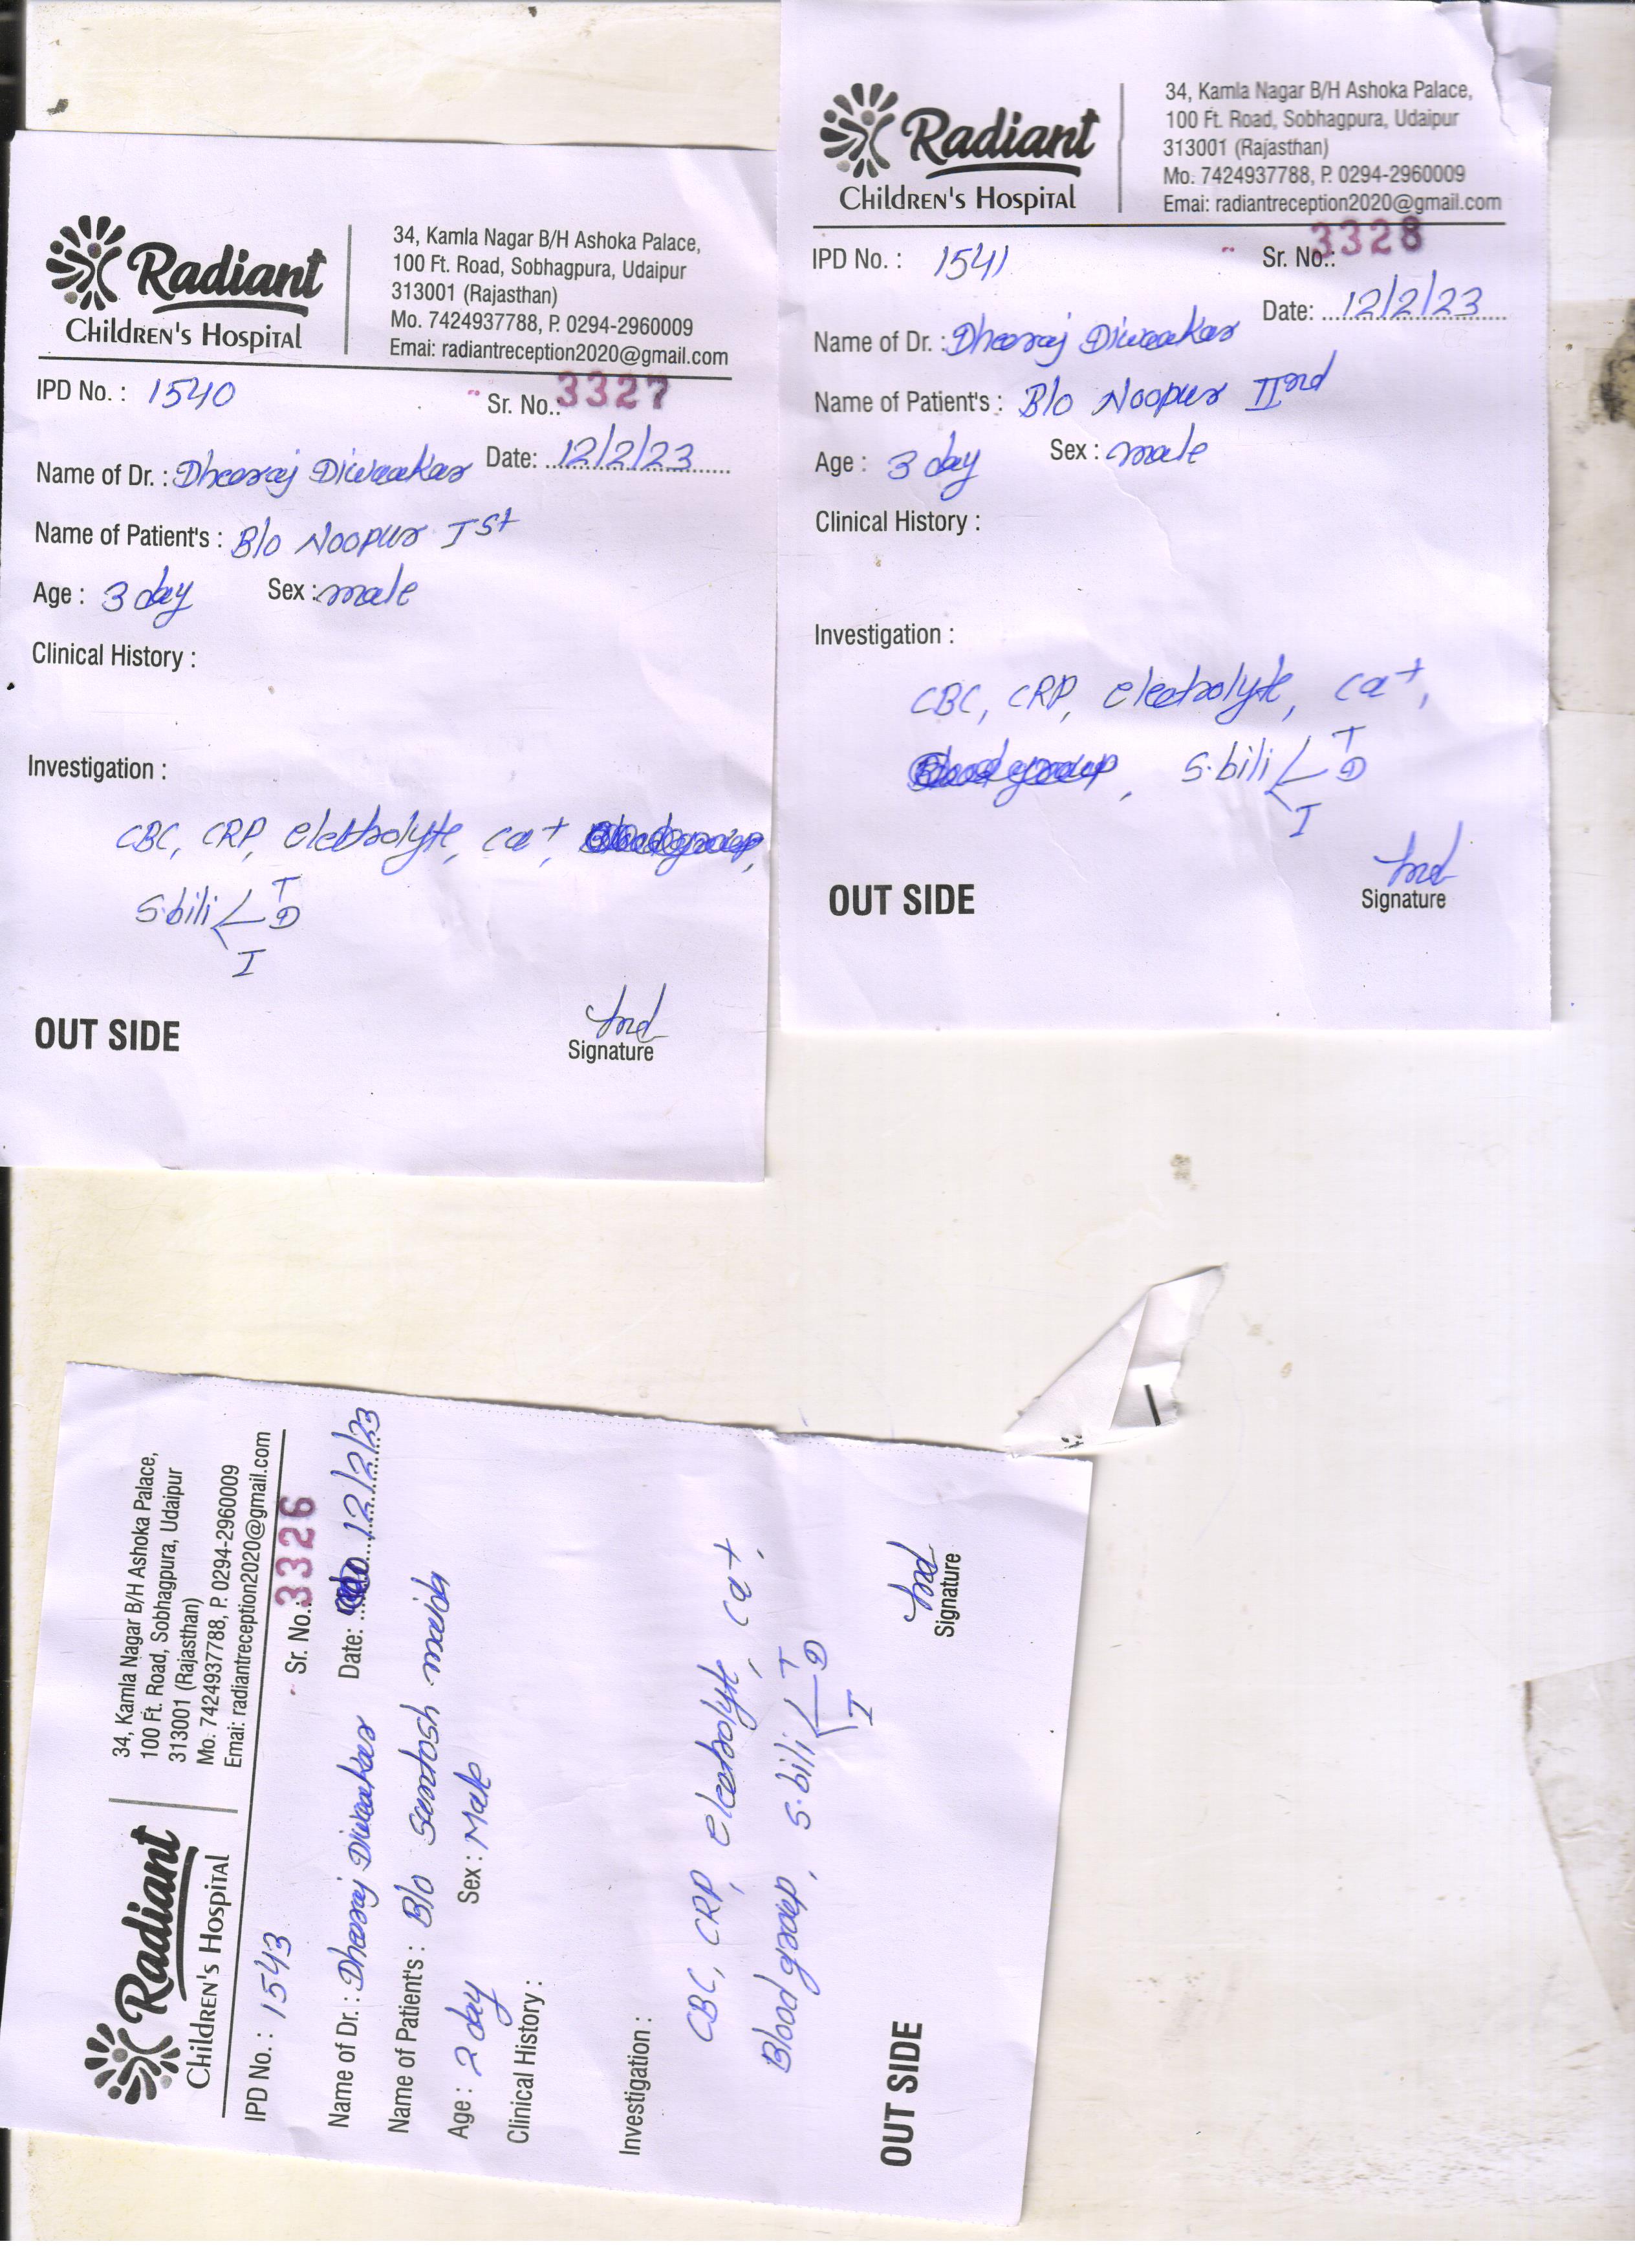 Radiant
Children's Hospital
34, Kamla Nagar B/H Ashoka Palace,
100 Ft. Road, Sobhagpura, Udaipur
313001 (Rajasthan)
Mo. 7424937788, P. 0294-2960009
Emai: radiantreception2020@gmail.com
IPD No. : 1540
Sr. No.: 3327
Date: 12/2/23
Name of Dr. : Dheeraj Diwaakar
Name of Patient's : B/o Noopur Ist
Age : 3 day Sex : male
Clinical History :
Investigation :
CBC, CRP, electrolyte, ca+,
S.bili T
D
I
OUT SIDE
Signature
Radiant
Children's Hospital
34, Kamla Nagar B/H Ashoka Palace,
100 Ft. Road, Sobhagpura, Udaipur
313001 (Rajasthan)
Mo. 7424937788, P. 0294-2960009
Emai: radiantreception2020@gmail.com
IPD No. : 1541
Sr. No.: 3328
Date: 12/2/23
Name of Dr. : Dheeraj Diwaakar
Name of Patient's : B/o Noopur IInd
Age : 3 day Sex : male
Clinical History :
Investigation :
CBC, CRP, electrolyte, ca+,
, S.bili T
D
I
OUT SIDE
Signature
Radiant
Children's Hospital
34, Kamla Nagar B/H Ashoka Palace,
100 Ft. Road, Sobhagpura, Udaipur
313001 (Rajasthan)
Mo. 7424937788, P. 0294-2960009
Emai: radiantreception2020@gmail.com
IPD No. : 1543
Sr. No.: 3326
Name of Dr. : Dheeraj Diwaakar Date: 12/2/23
Name of Patient's : B/o Santosh
Age : 2 day Sex : Male
Clinical History :
Investigation :
CBC, CRP, electrolyte, ca+,
Blood group, S.bili T
D
I
OUT SIDE
Signature